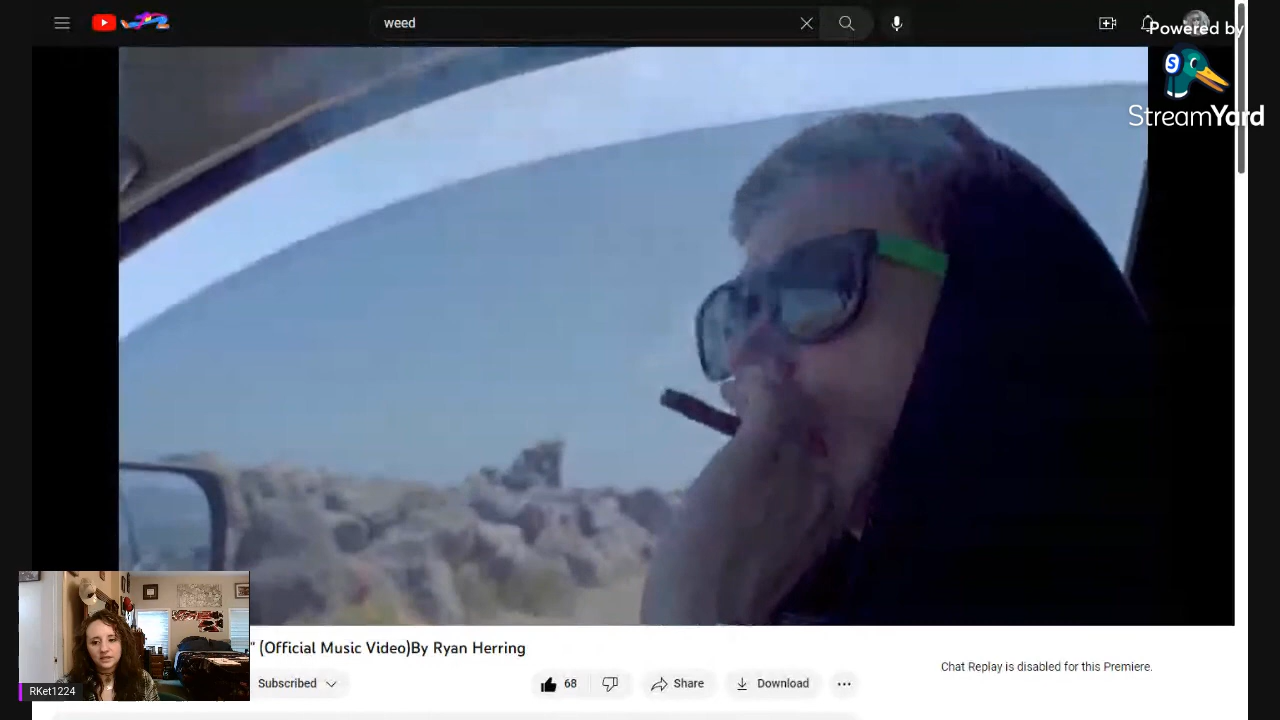 weed
Powered by
S
StreamYard
" (Official Music Video)By Ryan Herring
Chat Replay is disabled for this Premiere.
Subscribed
68
Share
Download
RKet1224